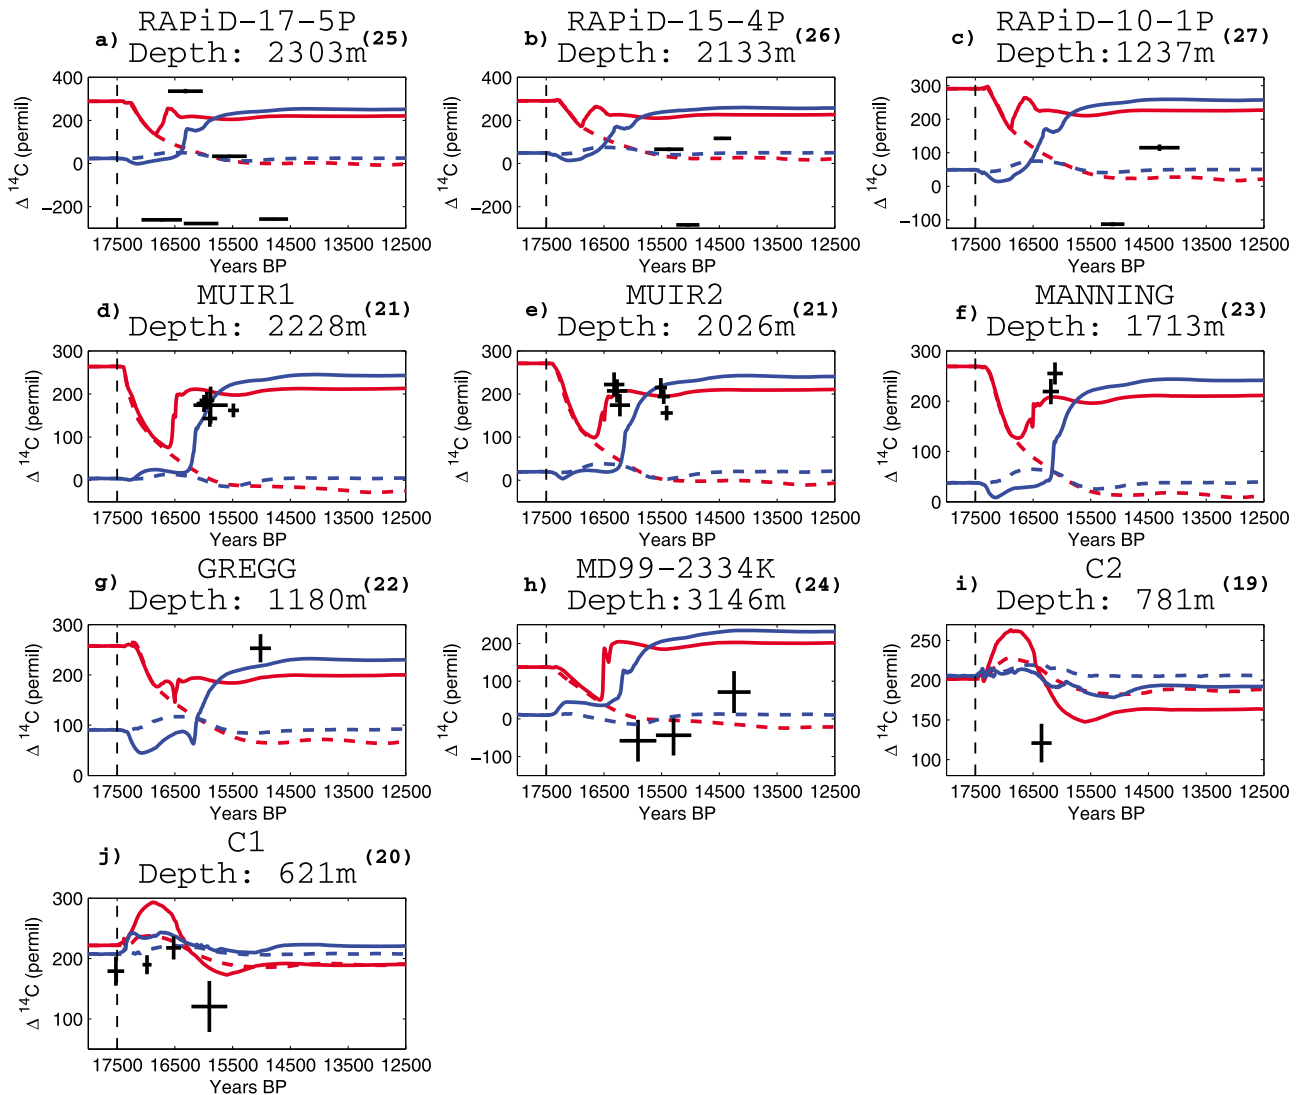 RAPiD-17-5P
a) Depth: 2303m (25)
400
200
0
−200
Δ 14C (permil)
17500 16500 15500 14500 13500 12500
Years BP
RAPiD-15-4P
b) Depth: 2133m (26)
400
200
0
−200
Δ 14C (permil)
17500 16500 15500 14500 13500 12500
Years BP
RAPiD-10-1P
c) Depth:1237m (27)
300
200
100
0
−100
Δ 14C (permil)
17500 16500 15500 14500 13500 12500
Years BP
MUIR1
d) Depth: 2228m (21)
300
200
100
0
Δ 14C (permil)
17500 16500 15500 14500 13500 12500
Years BP
MUIR2
e) Depth: 2026m (21)
300
200
100
0
Δ 14C (permil)
17500 16500 15500 14500 13500 12500
Years BP
MANNING
f) Depth: 1713m (23)
300
200
100
0
Δ 14C (permil)
17500 16500 15500 14500 13500 12500
Years BP
GREGG
g) Depth: 1180m (22)
300
200
100
0
Δ 14C (permil)
17500 16500 15500 14500 13500 12500
Years BP
MD99-2334K
h) Depth:3146m (24)
200
100
0
−100
Δ 14C (permil)
17500 16500 15500 14500 13500 12500
Years BP
C2
i) Depth: 781m (19)
250
200
150
100
Δ 14C (permil)
17500 16500 15500 14500 13500 12500
Years BP
C1
j) Depth: 621m (20)
300
200
100
Δ 14C (permil)
17500 16500 15500 14500 13500 12500
Years BP